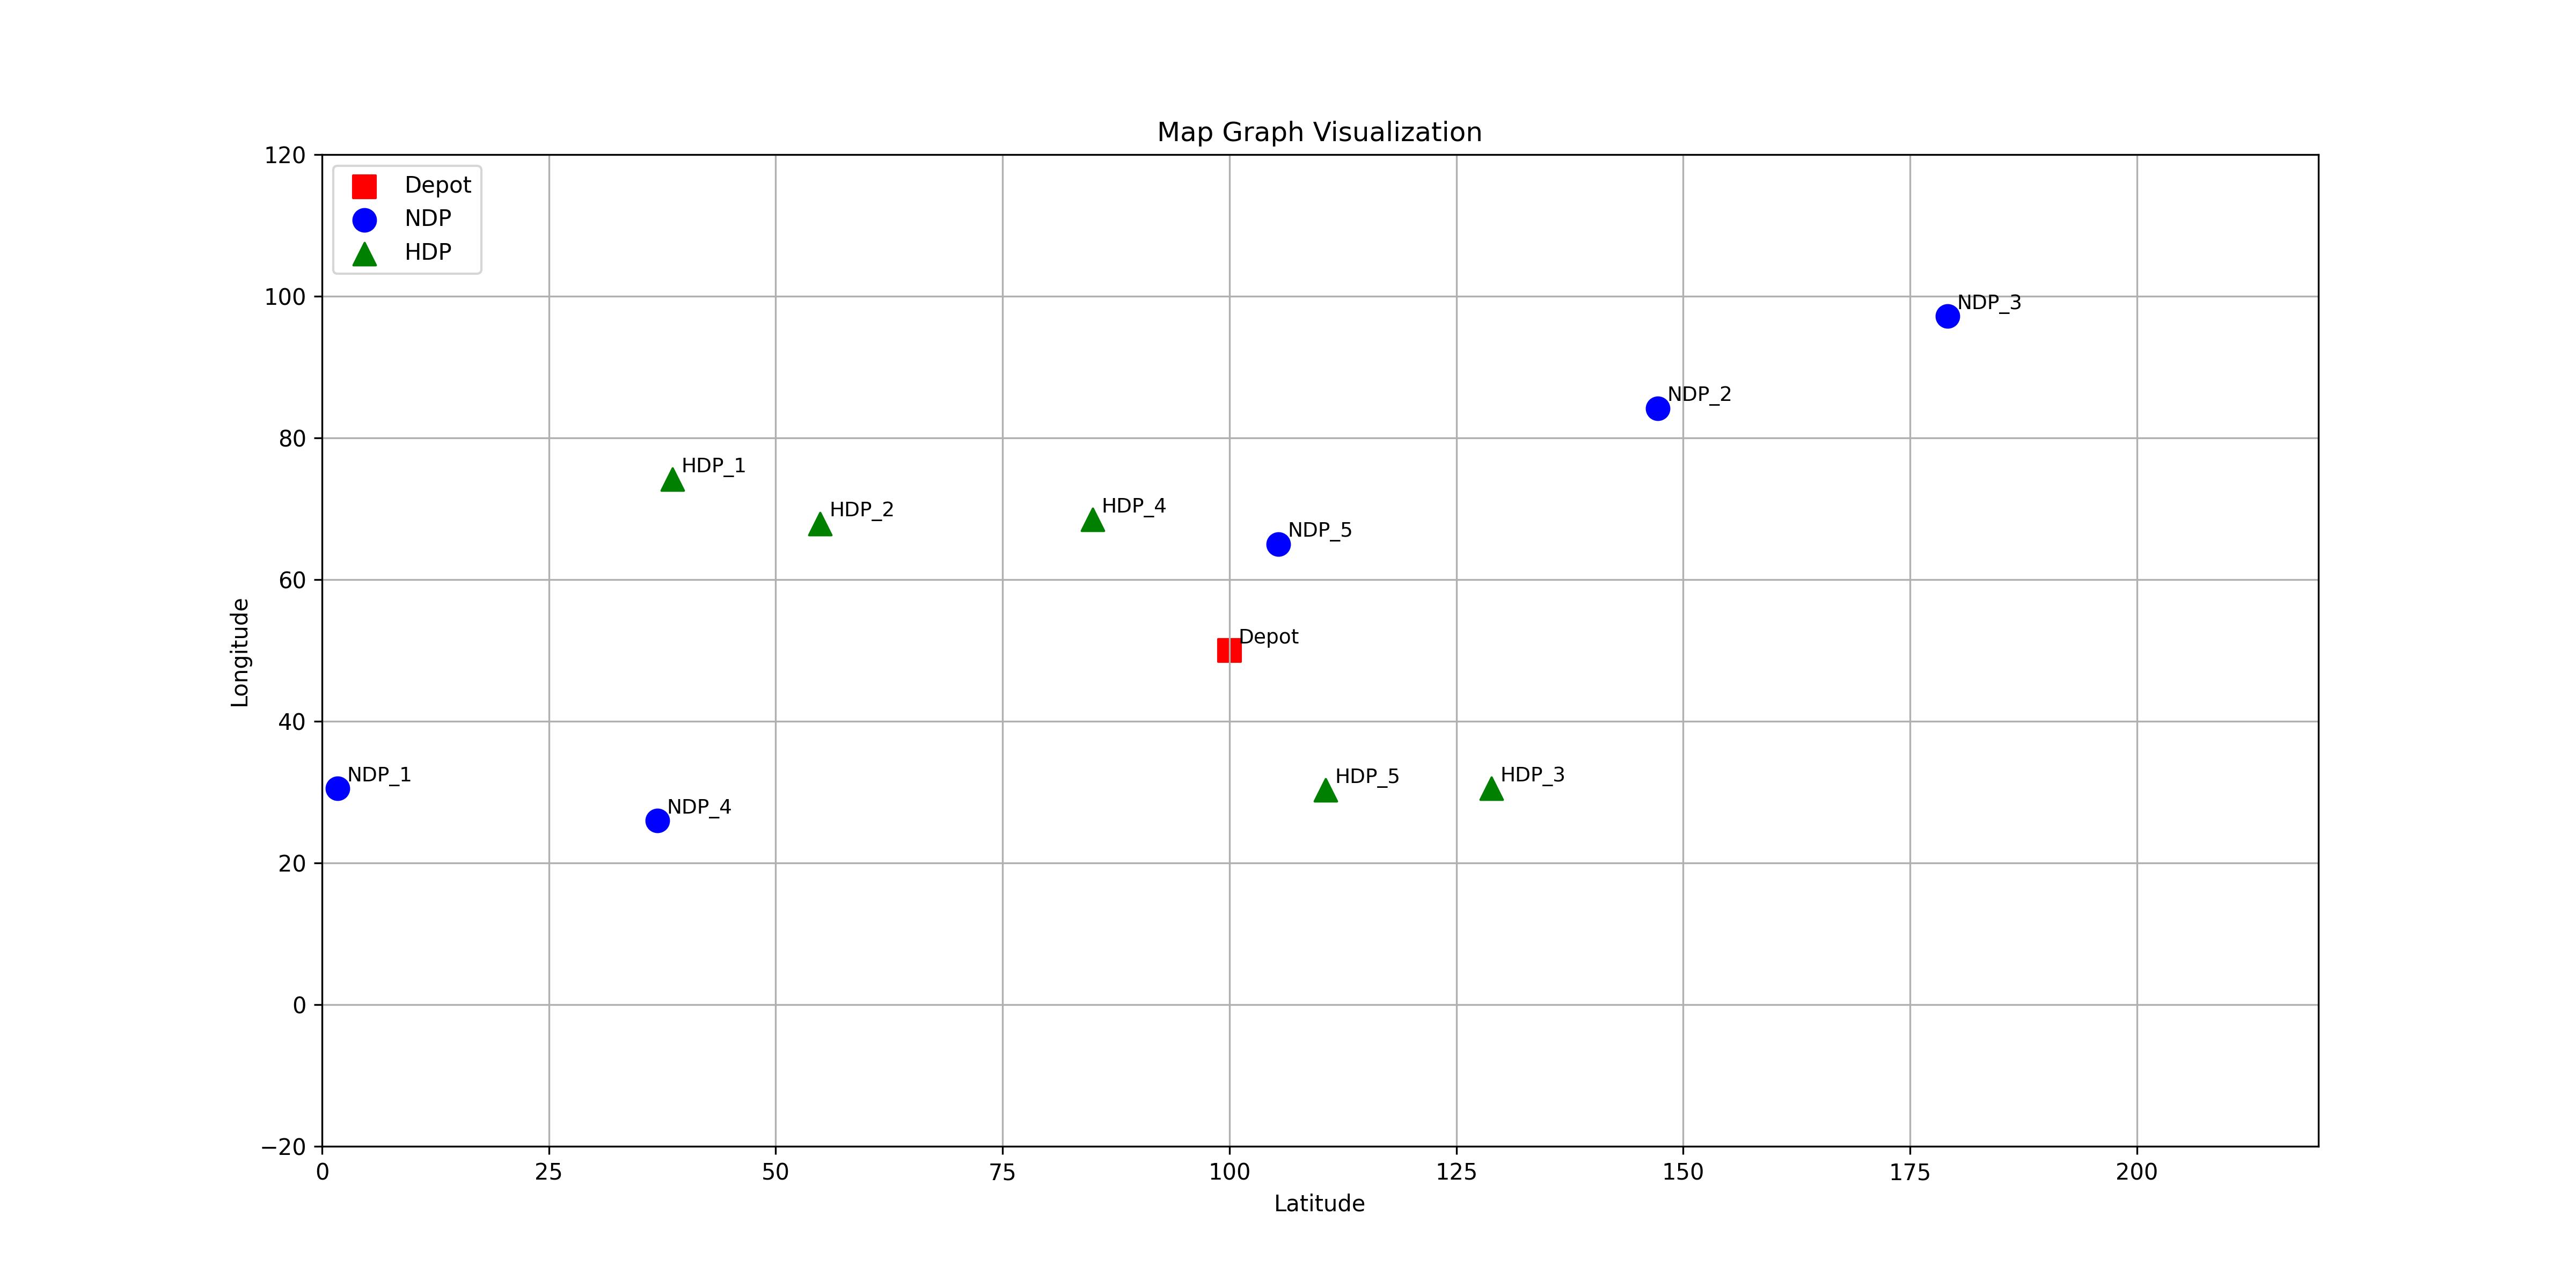 Map Graph Visualization
120
100
80
60
40
20
0
−20
Longitude
Depot
NDP
HDP
NDP_3
NDP_2
HDP_1
HDP_2
HDP_4
NDP_5
Depot
NDP_1
NDP_4
HDP_5
HDP_3
0
25
50
75
100
125
150
175
200
Latitude